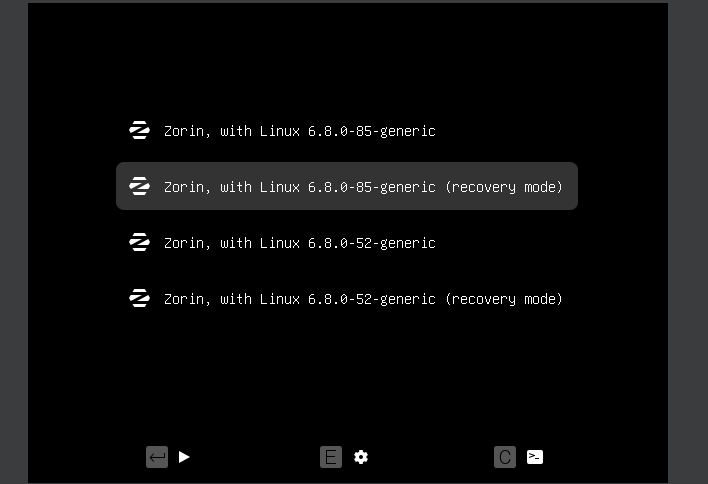 Zorin, with Linux 6.8.0-85-generic
Zorin, with Linux 6.8.0-85-generic (recovery mode)
Zorin, with Linux 6.8.0-52-generic
Zorin, with Linux 6.8.0-52-generic (recovery mode)
E C